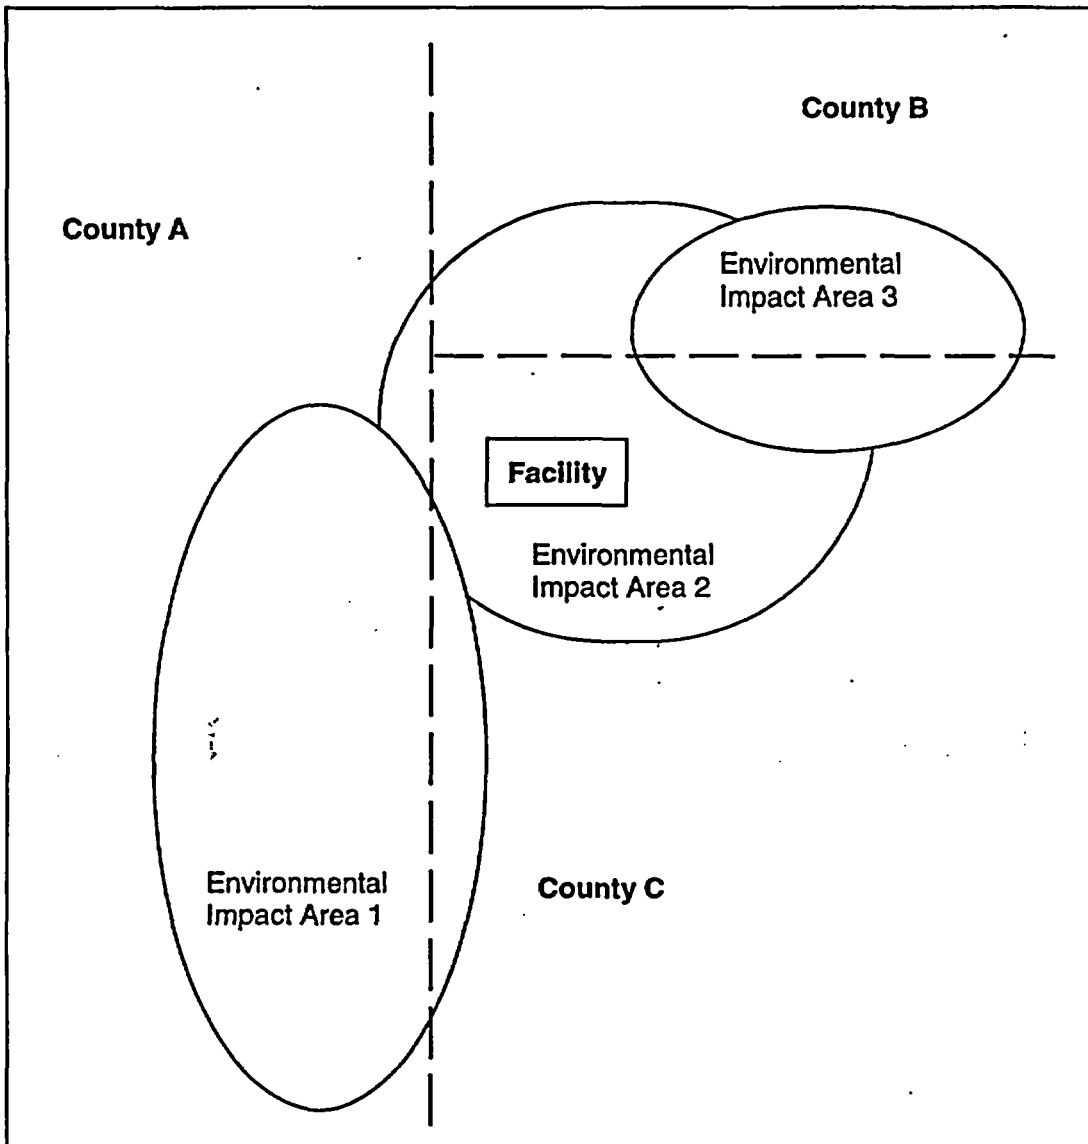 County B
County A
Environmental
Impact Area 3
Facility
Environmental
Impact Area 2
Environmental
Impact Area 1
County C